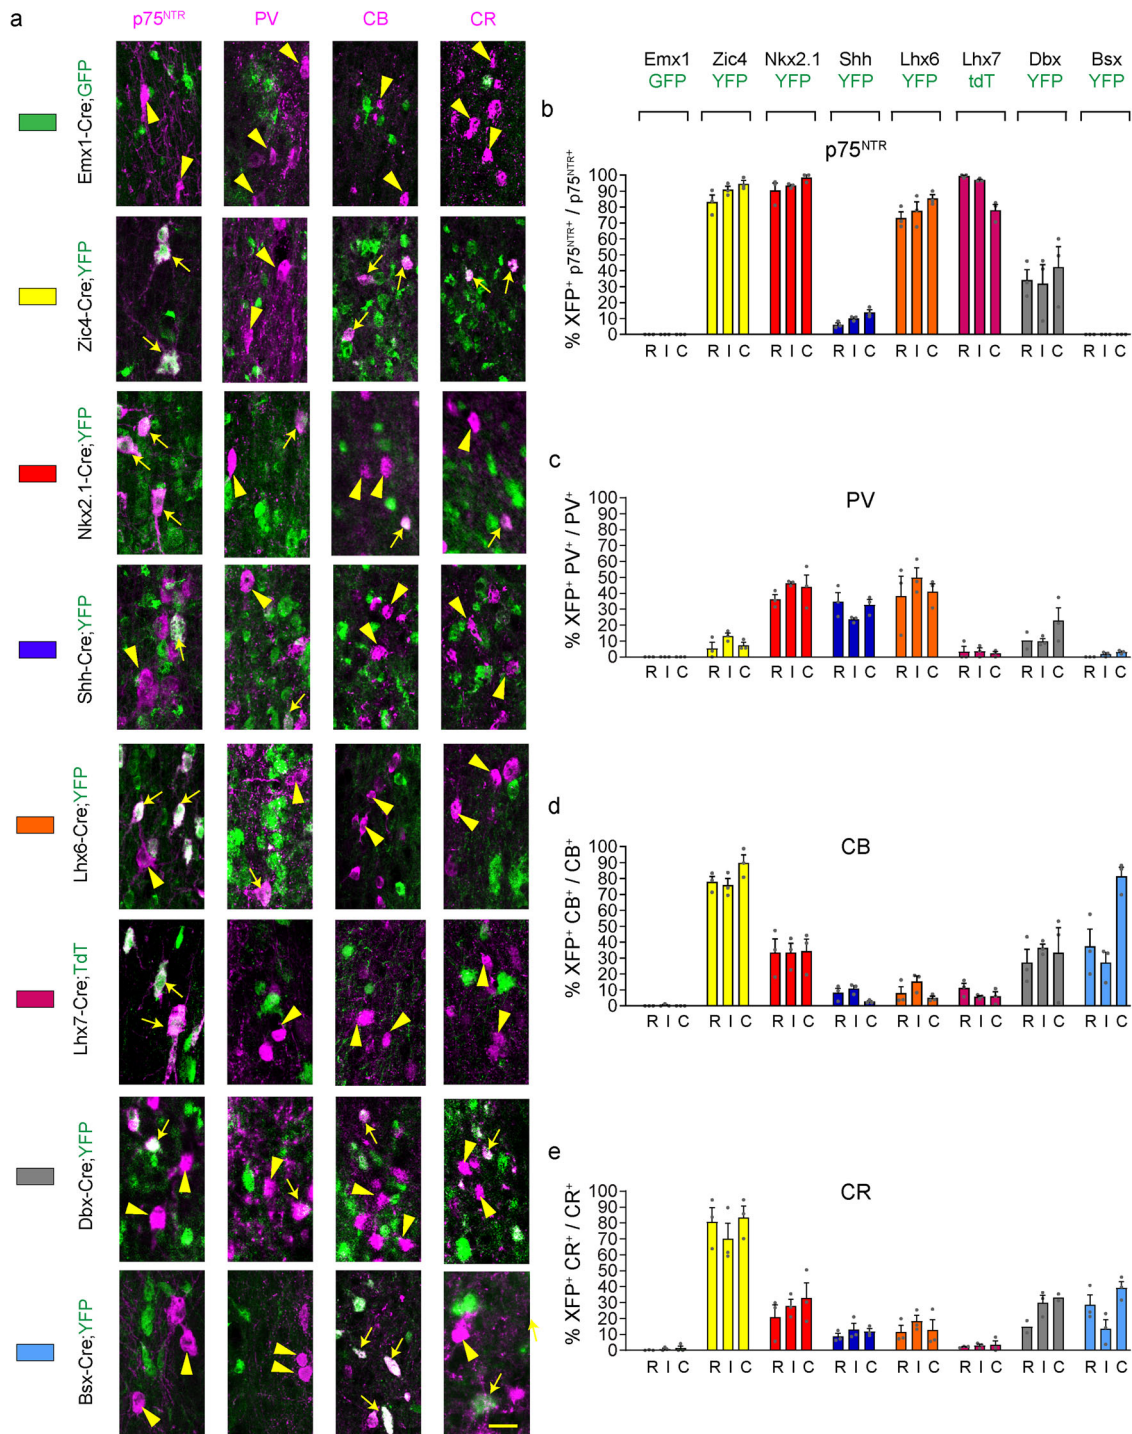 a
p75NTR PV CB CR
Emx1-Cre;GFP
Zic4-Cre;YFP
Nkx2.1-Cre;YFP
Shh-Cre;YFP
Lhx6-Cre;YFP
Lhx7-Cre;TdT
Dbx-Cre;YFP
Bsx-Cre;YFP
Emx1 Zic4 Nkx2.1 Shh Lhx6 Lhx7 Dbx Bsx
GFP YFP YFP YFP YFP tdT YFP YFP
b
p75NTR
% XFP+ p75NTR+ / p75NTR+
100
90
80
70
60
50
40
30
20
10
0
R I C R I C R I C R I C R I C R I C R I C R I C
c
PV
% XFP+ PV+ / PV+
100
90
80
70
60
50
40
30
20
10
0
R I C R I C R I C R I C R I C R I C R I C R I C
d
CB
% XFP+ CB+ / CB+
100
90
80
70
60
50
40
30
20
10
0
R I C R I C R I C R I C R I C R I C R I C R I C
e
CR
% XFP+ CR+ / CR+
100
90
80
70
60
50
40
30
20
10
0
R I C R I C R I C R I C R I C R I C R I C R I C